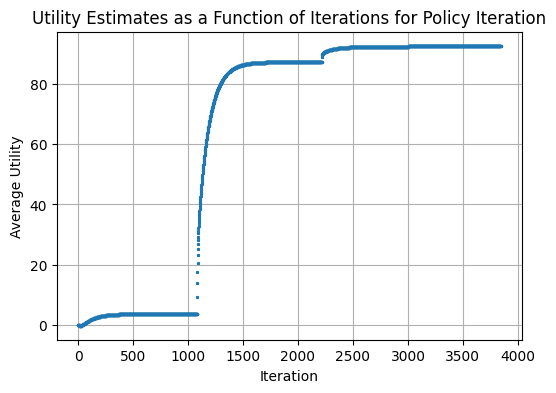 Utility Estimates as a Function of Iterations for Policy Iteration
Average Utility
80
60
40
20
0
0 500 1000 1500 2000 2500 3000 3500 4000
Iteration